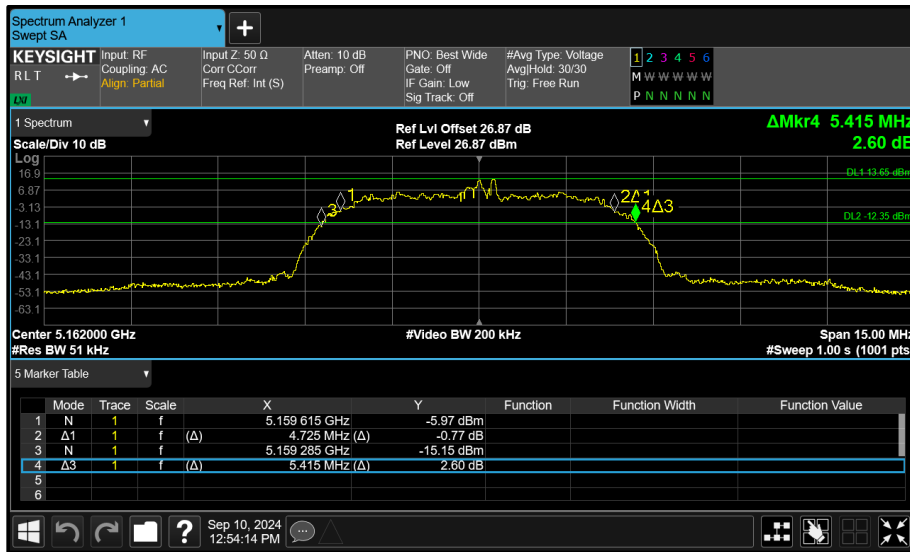 Spectrum Analyzer 1
Swept SA
+
KEYSIGHT Input: RF Input Z: 50 Ω Atten: 10 dB PNO: Best Wide #Avg Type: Voltage 1 2 3 4 5 6
R L T Coupling: AC Corr CCorr Preamp: Off Gate: Off Avg|Hold: 30/30 M W W W W W
Align: Partial Freq Ref: Int (S) IF Gain: Low Trig: Free Run
LXI Sig Track: Off P N N N N N
1 Spectrum Ref Lvl Offset 26.87 dB ΔMkr4 5.415 MHz
Scale/Div 10 dB Ref Level 26.87 dBm 2.60 dB
Log
16.9 DL1 13.65 dBm
6.87
1 2Δ1
-3.13 3 4Δ3
DL2 -12.35 dBm
-13.1
-23.1
-33.1
-43.1
-53.1
-63.1
Center 5.162000 GHz #Video BW 200 kHz Span 15.00 MHz
#Res BW 51 kHz #Sweep 1.00 s (1001 pts)
5 Marker Table
Mode Trace Scale X Y Function Function Width Function Value
1 N 1 f 5.159 615 GHz -5.97 dBm
2 Δ1 1 f (Δ) 4.725 MHz (Δ) -0.77 dB
3 N 1 f 5.159 285 GHz -15.15 dBm
4 Δ3 1 f (Δ) 5.415 MHz (Δ) 2.60 dB
5
6
? Sep 10, 2024
12:54:14 PM